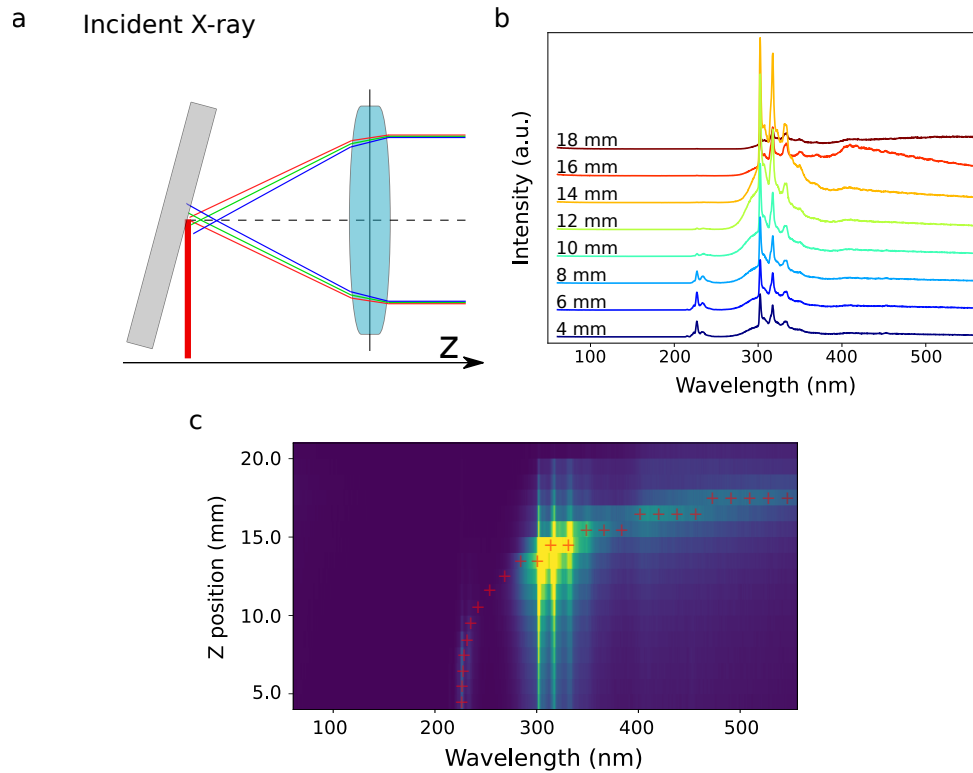 a
Incident X-ray
Z
b
18 mm
16 mm
14 mm
12 mm
10 mm
8 mm
6 mm
4 mm
Intensity (a.u.)
100 200 300 400 500
Wavelength (nm)
c
20.0
15.0
10.0
5.0
Z position (mm)
100 200 300 400 500
Wavelength (nm)